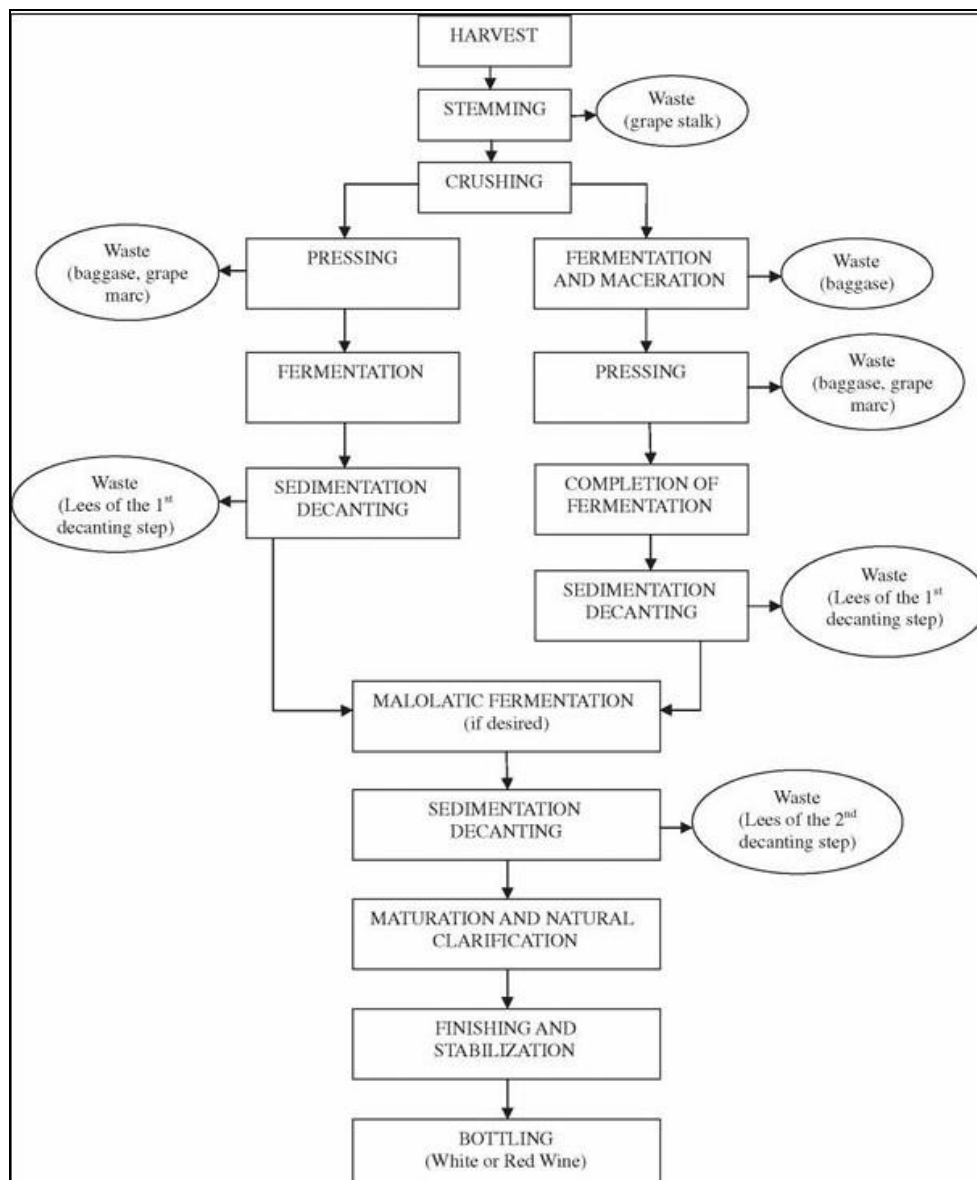 HARVEST
STEMMING
Waste
(grape stalk)
CRUSHING
Waste
(baggase, grape
marc)
PRESSING
FERMENTATION
AND MACERATION
Waste
(baggase)
FERMENTATION
PRESSING
Waste
(baggase, grape
marc)
Waste
(Lees of the 1st
decanting step)
SEDIMENTATION
DECANTING
COMPLETION OF
FERMENTATION
SEDIMENTATION
DECANTING
Waste
(Lees of the 1st
decanting step)
MALOLATIC FERMENTATION
(if desired)
SEDIMENTATION
DECANTING
Waste
(Lees of the 2nd
decanting step)
MATURATION AND NATURAL
CLARIFICATION
FINISHING AND
STABILIZATION
BOTTLING
(White or Red Wine)